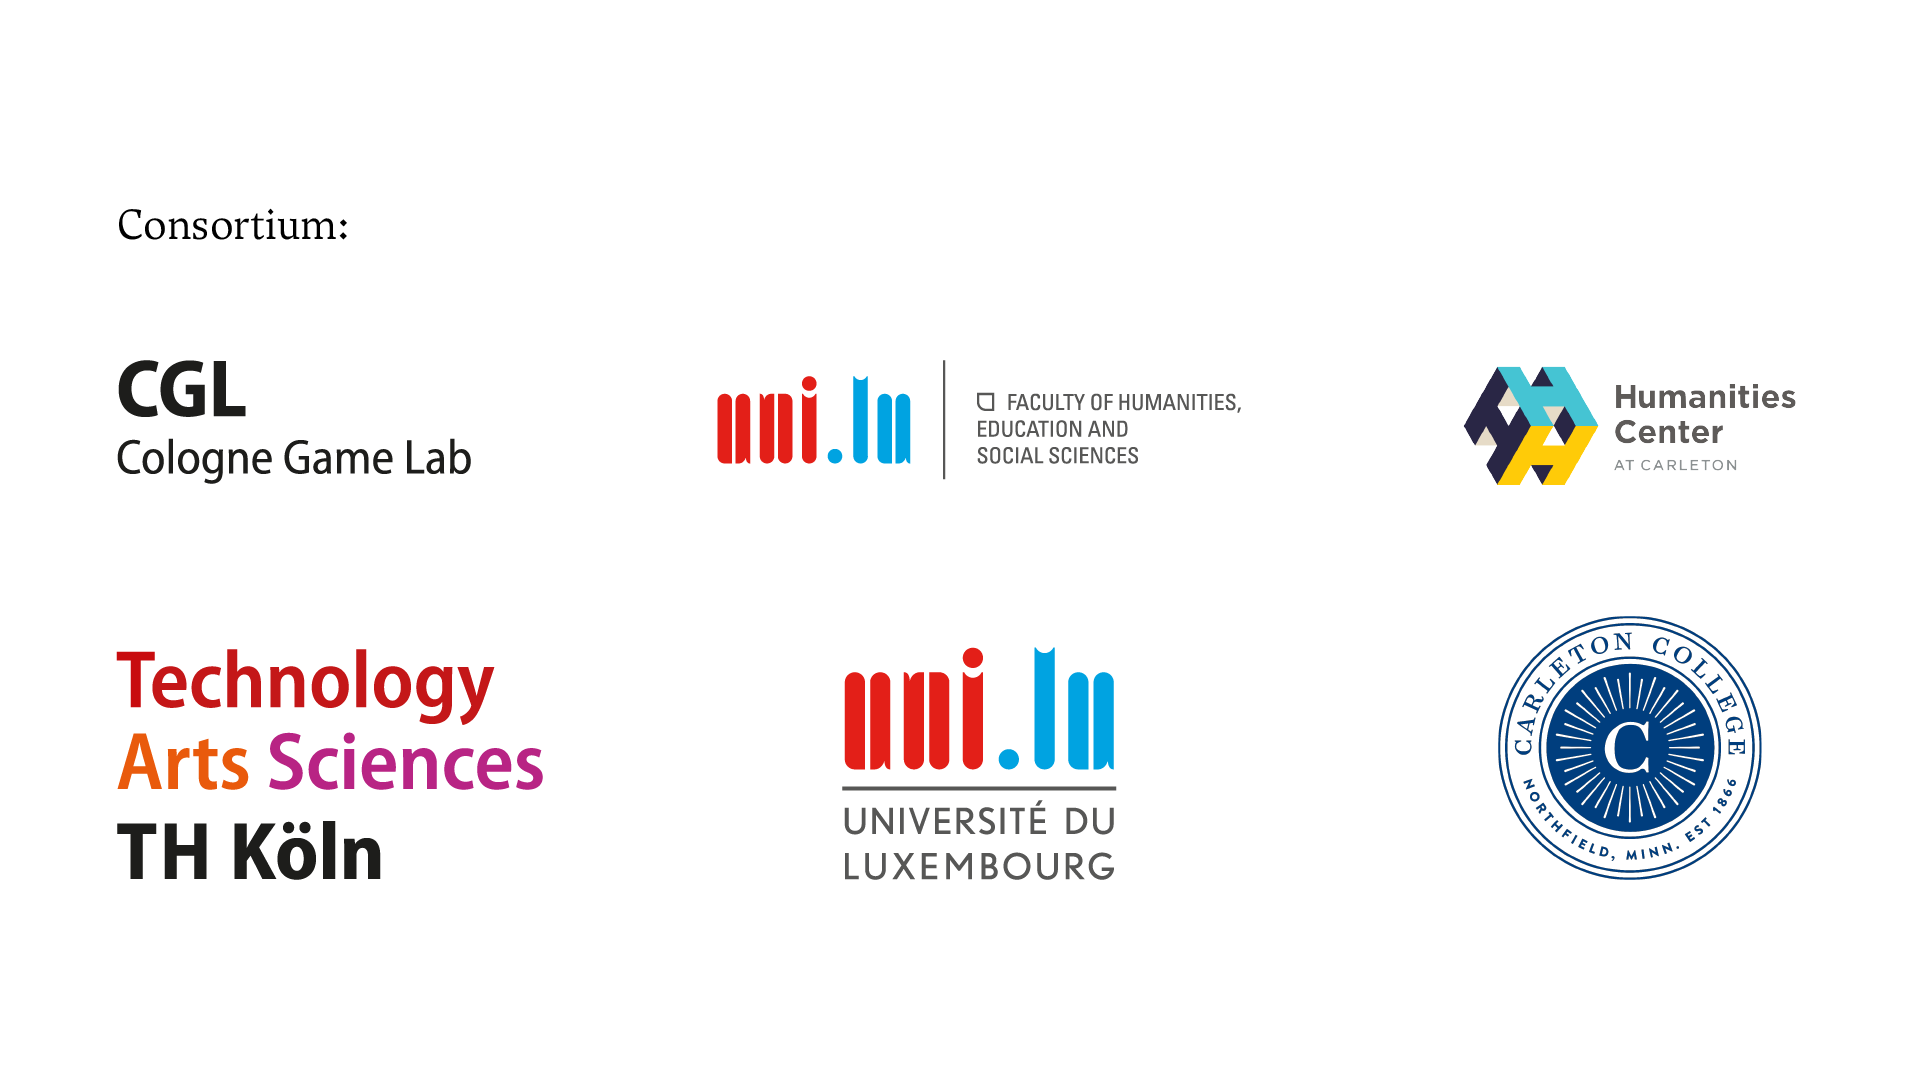 Consortium:
CGL
Cologne Game Lab
uni.lu
FACULTY OF HUMANITIES,
EDUCATION AND
SOCIAL SCIENCES
Humanities
Center
AT CARLETON
Technology
Arts Sciences
TH Köln
uni.lu
UNIVERSITÉ DU
LUXEMBOURG
CARLETON COLLEGE
C
NORTHFIELD, MINN. EST 1866